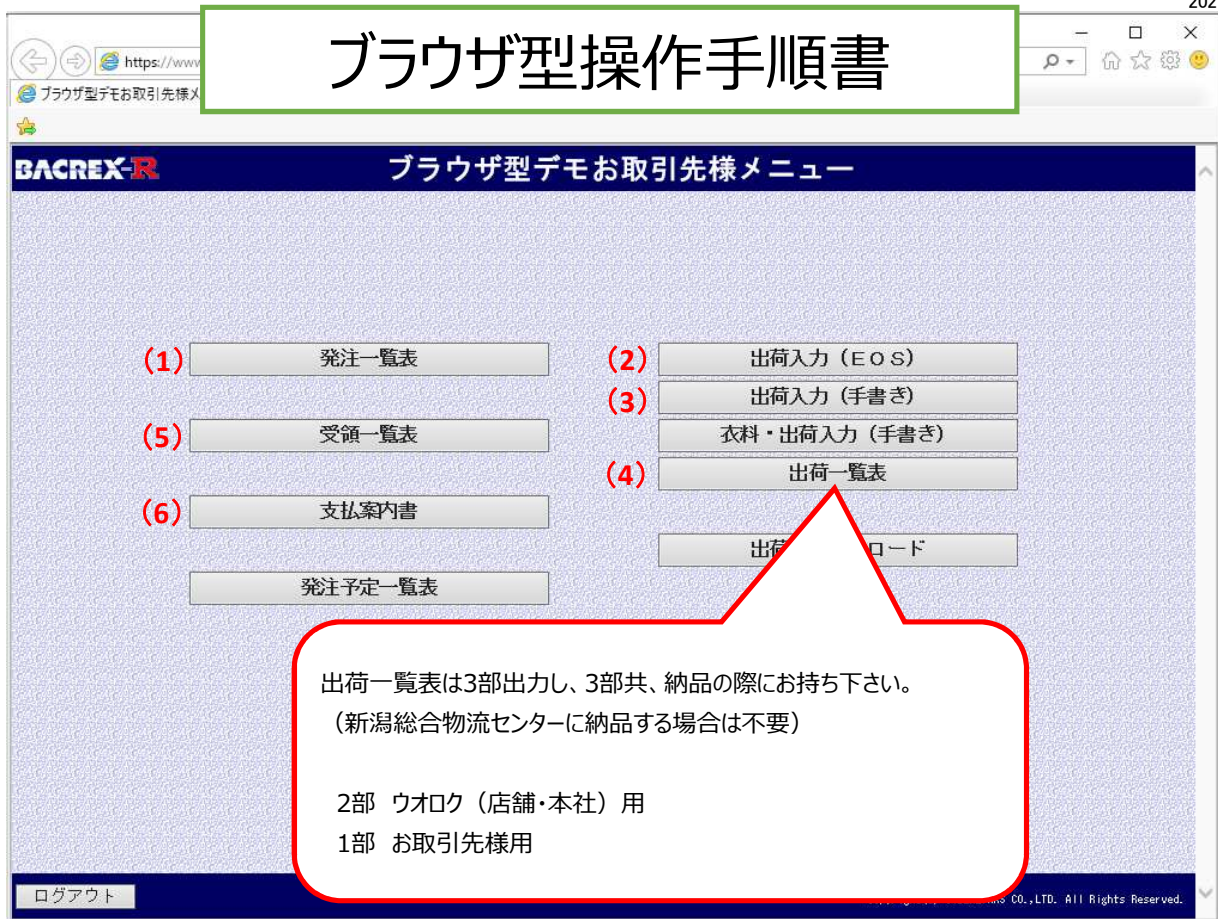 202
ブラウザ型操作手順書
https://www
ブラウザ型デモお取引先様メ
BACREX-R
ブラウザ型デモお取引先様メニュー
(1) 発注一覧表
(2) 出荷入力（ＥＯＳ）
(3) 出荷入力（手書き）
(5) 受領一覧表
衣料・出荷入力（手書き）
(4) 出荷一覧表
(6) 支払案内書
出荷 ロード
発注予定一覧表
出荷一覧表は3部出力し、3部共、納品の際にお持ち下さい。
（新潟総合物流センターに納品する場合は不要）
2部 ウオロク（店舗・本社）用
1部 お取引先様用
ログアウト
CO.,LTD. All Rights Reserved.